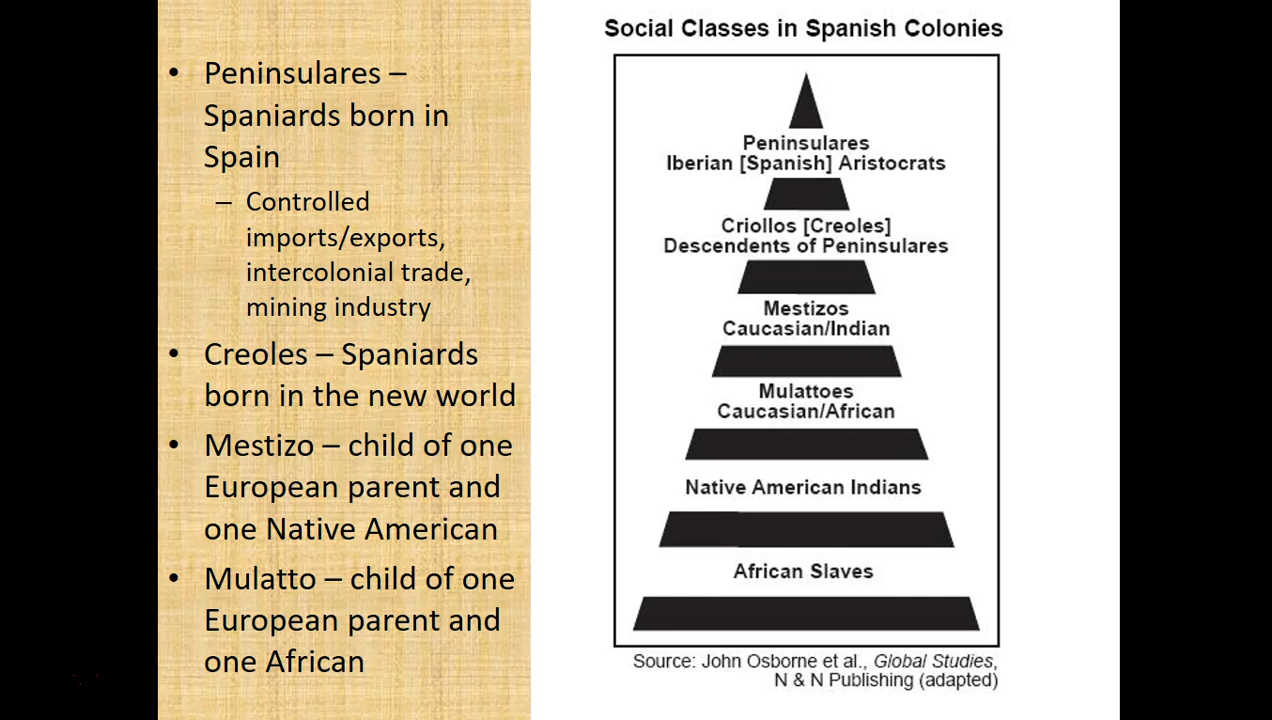 • Peninsulares –
Spaniards born in
Spain
– Controlled
imports/exports,
intercolonial trade,
mining industry
• Creoles – Spaniards
born in the new world
• Mestizo – child of one
European parent and
one Native American
• Mulatto – child of one
European parent and
one African
Social Classes in Spanish Colonies
Peninsulares
Iberian [Spanish] Aristocrats
Criollos [Creoles]
Descendents of Peninsulares
Mestizos
Caucasian/Indian
Mulattoes
Caucasian/African
Native American Indians
African Slaves
Source: John Osborne et al., Global Studies,
N & N Publishing (adapted)